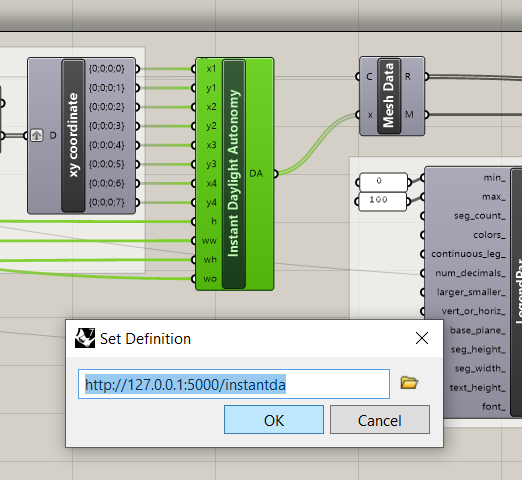 xy coordinate
D
{0;0;0;0}
{0;0;0;1}
{0;0;0;2}
{0;0;0;3}
{0;0;0;4}
{0;0;0;5}
{0;0;0;6}
{0;0;0;7}
x1
y1
x2
y2
x3
y3
x4
y4
h
ww
wh
wo
Instant Daylight Autonomy
DA
C
x
Mesh Data
R
M
0
100
min_
max_
seg_count_
colors_
continuous_leg_
num_decimals_
larger_smaller_
vert_or_horiz_
base_plane_
seg_height_
seg_width_
text_height_
font_
LegendPar
Set Definition
http://127.0.0.1:5000/instantda
OK
Cancel